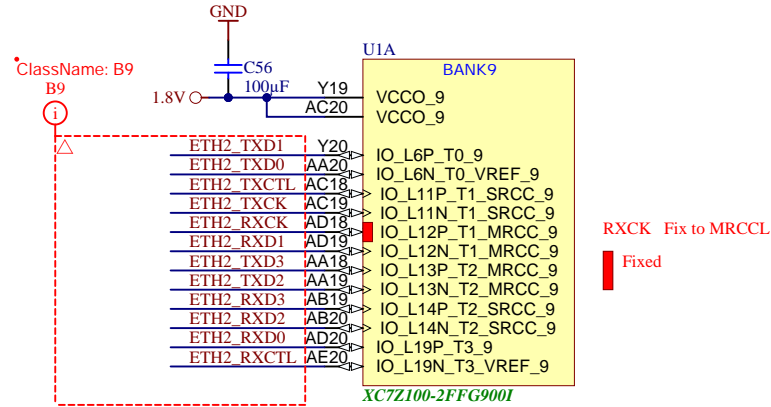 GND
U1A
ClassName: B9
B9
i
C56
100µF
1.8V
BANK9
Y19 VCCO_9
AC20 VCCO_9
ETH2_TXD1 Y20 IO_L6P_T0_9
ETH2_TXD0 AA20 IO_L6N_T0_VREF_9
ETH2_TXCTL AC18 IO_L11P_T1_SRCC_9
ETH2_TXCK AC19 IO_L11N_T1_SRCC_9
ETH2_RXCK AD18 IO_L12P_T1_MRCC_9
ETH2_RXD1 AD19 IO_L12N_T1_MRCC_9
ETH2_TXD3 AA18 IO_L13P_T2_MRCC_9
ETH2_TXD2 AA19 IO_L13N_T2_MRCC_9
ETH2_RXD3 AB19 IO_L14P_T2_SRCC_9
ETH2_RXD2 AB20 IO_L14N_T2_SRCC_9
ETH2_RXD0 AD20 IO_L19P_T3_9
ETH2_RXCTL AE20 IO_L19N_T3_VREF_9
XC7Z100-2FFG900I
RXCK Fix to MRCCL
Fixed